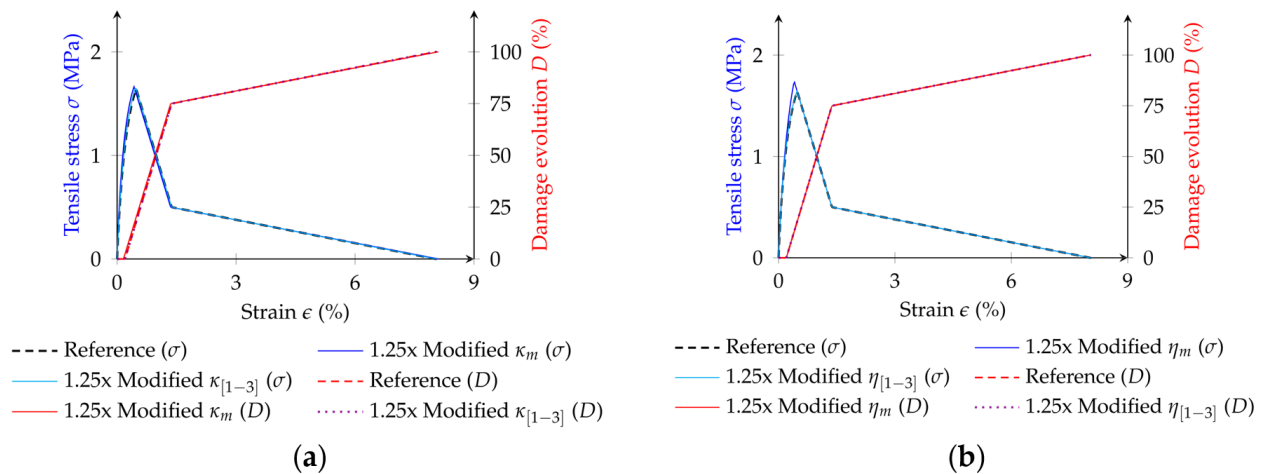 Tensile stress σ (MPa)
2
1
0
0 3 6 9
Strain ϵ (%)
100
75
50
25
0
Damage evolution D (%)
Reference (σ)
1.25x Modified κm (σ)
1.25x Modified κ[1−3] (σ)
Reference (D)
1.25x Modified κm (D)
1.25x Modified κ[1−3] (D)
(a)
Tensile stress σ (MPa)
2
1
0
0 3 6 9
Strain ϵ (%)
100
75
50
25
0
Damage evolution D (%)
Reference (σ)
1.25x Modified ηm (σ)
1.25x Modified η[1−3] (σ)
Reference (D)
1.25x Modified ηm (D)
1.25x Modified η[1−3] (D)
(b)